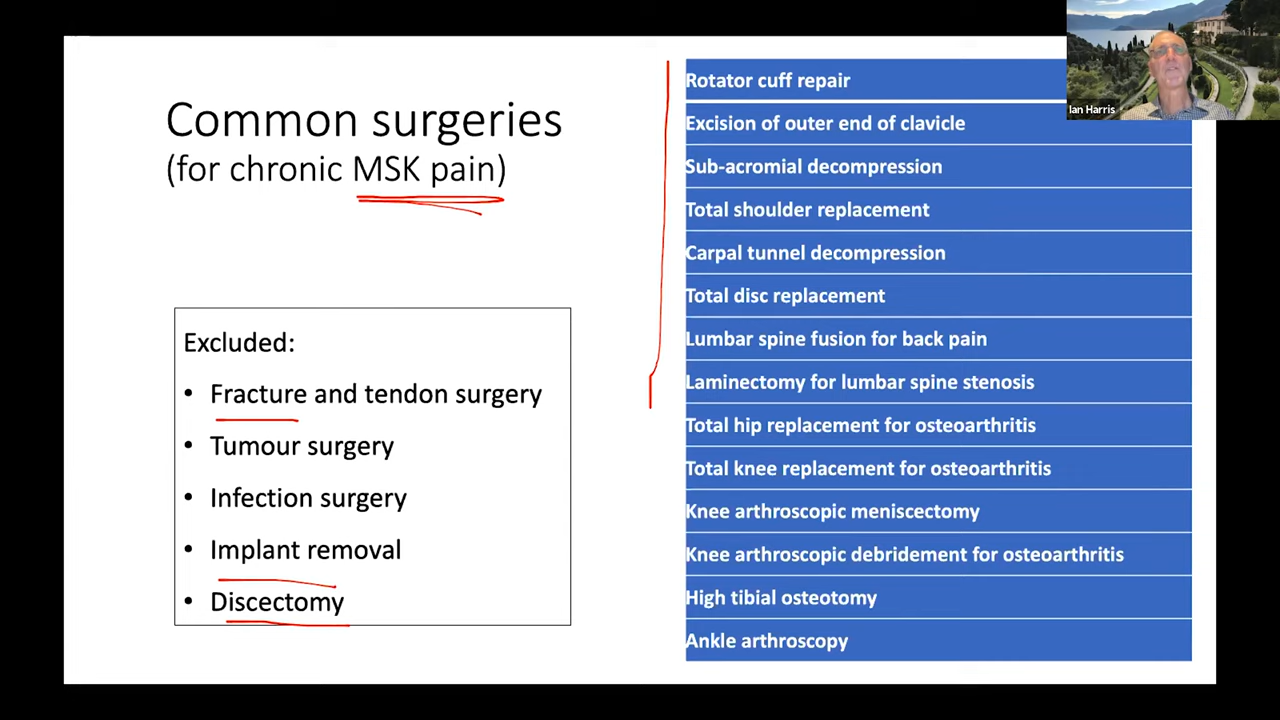 Common surgeries
(for chronic MSK pain)
Excluded:
• Fracture and tendon surgery
• Tumour surgery
• Infection surgery
• Implant removal
• Discectomy
Rotator cuff repair
Excision of outer end of clavicle
Sub-acromial decompression
Total shoulder replacement
Carpal tunnel decompression
Total disc replacement
Lumbar spine fusion for back pain
Laminectomy for lumbar spine stenosis
Total hip replacement for osteoarthritis
Total knee replacement for osteoarthritis
Knee arthroscopic meniscectomy
Knee arthroscopic debridement for osteoarthritis
High tibial osteotomy
Ankle arthroscopy
Ian Harris